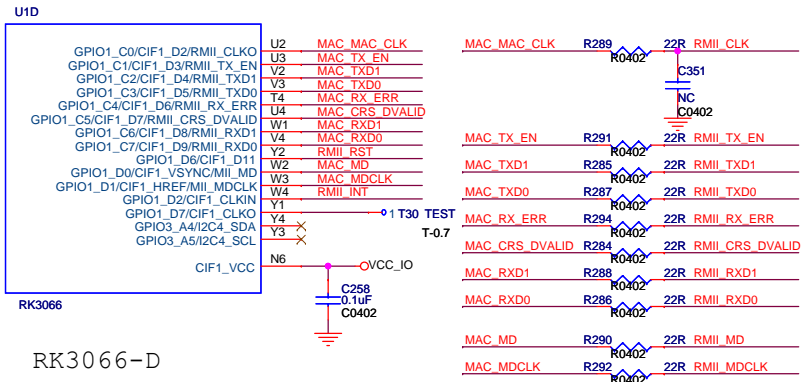 U1D
GPIO1_C0/CIF1_D2/RMII_CLKO U2 MAC_MAC_CLK
GPIO1_C1/CIF1_D3/RMII_TX_EN U3 MAC_TX_EN
GPIO1_C2/CIF1_D4/RMII_TXD1 V2 MAC_TXD1
GPIO1_C3/CIF1_D5/RMII_TXD0 V3 MAC_TXD0
GPIO1_C4/CIF1_D6/RMII_RX_ERR T4 MAC_RX_ERR
GPIO1_C5/CIF1_D7/RMII_CRS_DVALID U4 MAC_CRS_DVALID
GPIO1_C6/CIF1_D8/RMII_RXD1 W1 MAC_RXD1
GPIO1_C7/CIF1_D9/RMII_RXD0 V4 MAC_RXD0
GPIO1_D6/CIF1_D11 Y2 RMII_RST
GPIO1_D0/CIF1_VSYNC/MII_MD W2 MAC_MD
GPIO1_D1/CIF1_HREF/MII_MDCLK W3 MAC_MDCLK
GPIO1_D2/CIF1_CLKIN W4 RMII_INT
GPIO1_D7/CIF1_CLKO Y1 1 T30 TEST
GPIO3_A4/I2C4_SDA Y4
T-0.7
GPIO3_A5/I2C4_SCL Y3
CIF1_VCC N6 VCC_IO
C258
0.1uF
C0402
RK3066
RK3066-D
MAC_MAC_CLK R289 22R RMII_CLK
R0402
C351
NC
C0402
MAC_TX_EN R291 22R RMII_TX_EN
R0402
MAC_TXD1 R285 22R RMII_TXD1
R0402
MAC_TXD0 R287 22R RMII_TXD0
R0402
MAC_RX_ERR R294 22R RMII_RX_ERR
R0402
MAC_CRS_DVALID R284 22R RMII_CRS_DVALID
R0402
MAC_RXD1 R288 22R RMII_RXD1
R0402
MAC_RXD0 R286 22R RMII_RXD0
R0402
MAC_MD R290 22R RMII_MD
R0402
MAC_MDCLK R292 22R RMII_MDCLK
R0402